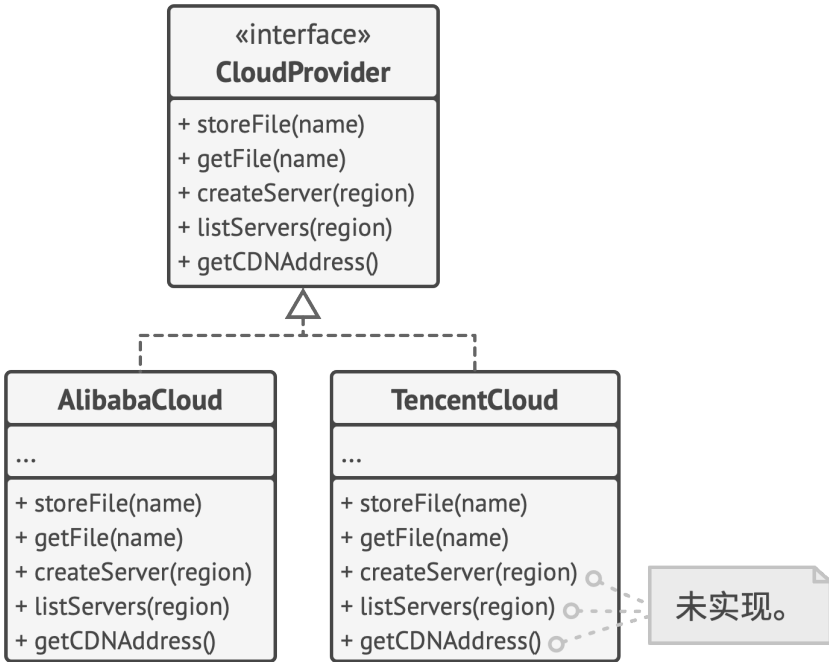 «interface»
CloudProvider
+ storeFile(name)
+ getFile(name)
+ createServer(region)
+ listServers(region)
+ getCDNAddress()
AlibabaCloud
...
+ storeFile(name)
+ getFile(name)
+ createServer(region)
+ listServers(region)
+ getCDNAddress()
TencentCloud
...
+ storeFile(name)
+ getFile(name)
+ createServer(region)
+ listServers(region)
+ getCDNAddress()
未实现。